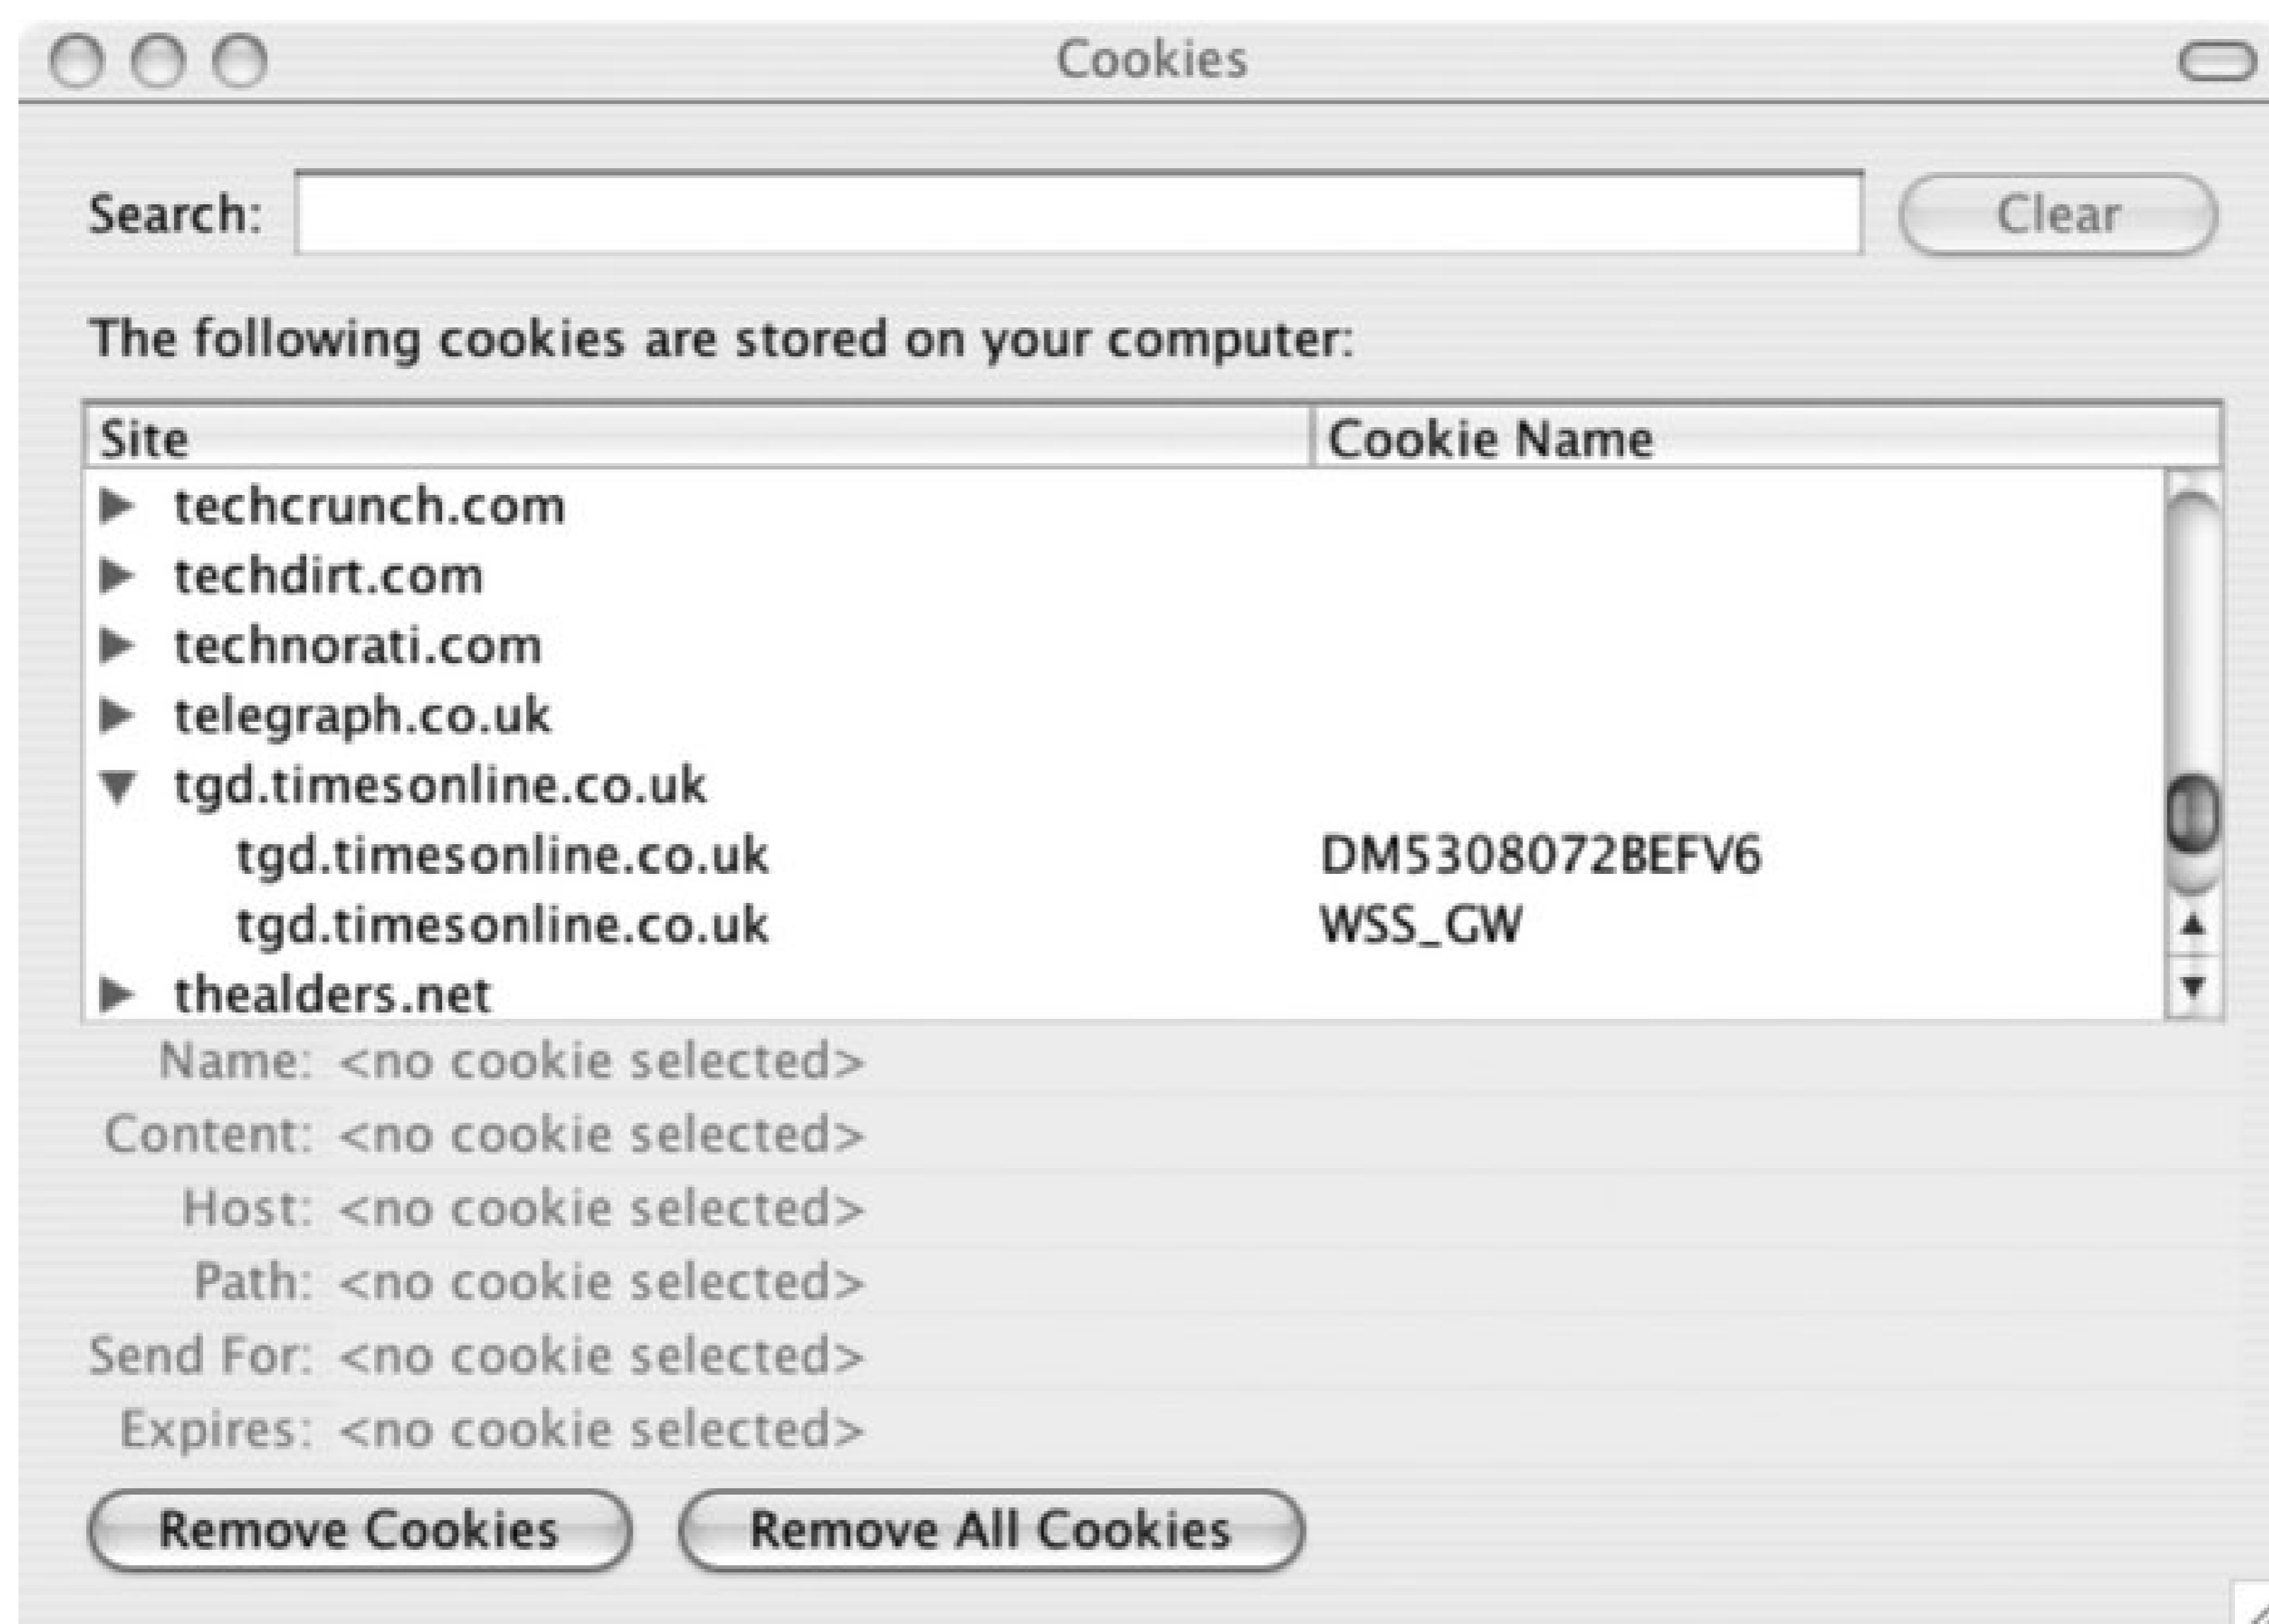 Cookies
Search:
Clear
The following cookies are stored on your computer:
Site Cookie Name
techcrunch.com
techdirt.com
technorati.com
telegraph.co.uk
tgd.timesonline.co.uk
tgd.timesonline.co.uk DM5308072BEFV6
tgd.timesonline.co.uk WSS_GW
thealders.net
Name: <no cookie selected>
Content: <no cookie selected>
Host: <no cookie selected>
Path: <no cookie selected>
Send For: <no cookie selected>
Expires: <no cookie selected>
Remove Cookies Remove All Cookies